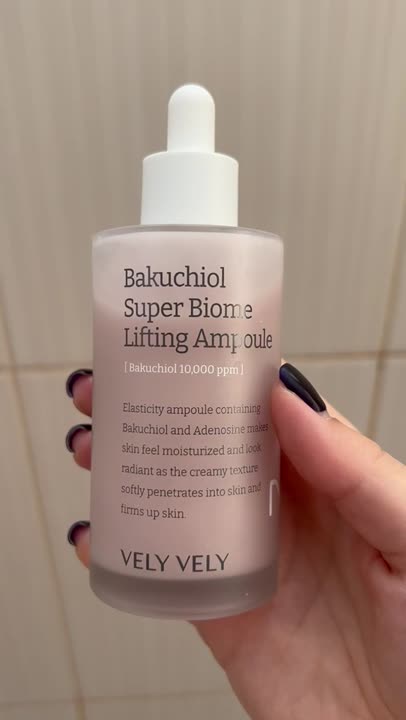 Bakuchiol
Super Biome
Lifting Ampoule
[ Bakuchiol 10,000 ppm ]
Elasticity ampoule containing
Bakuchiol and Adenosine makes
skin feel moisturized and look
radiant as the creamy texture
softly penetrates into skin and
firms up skin.
VELY VELY